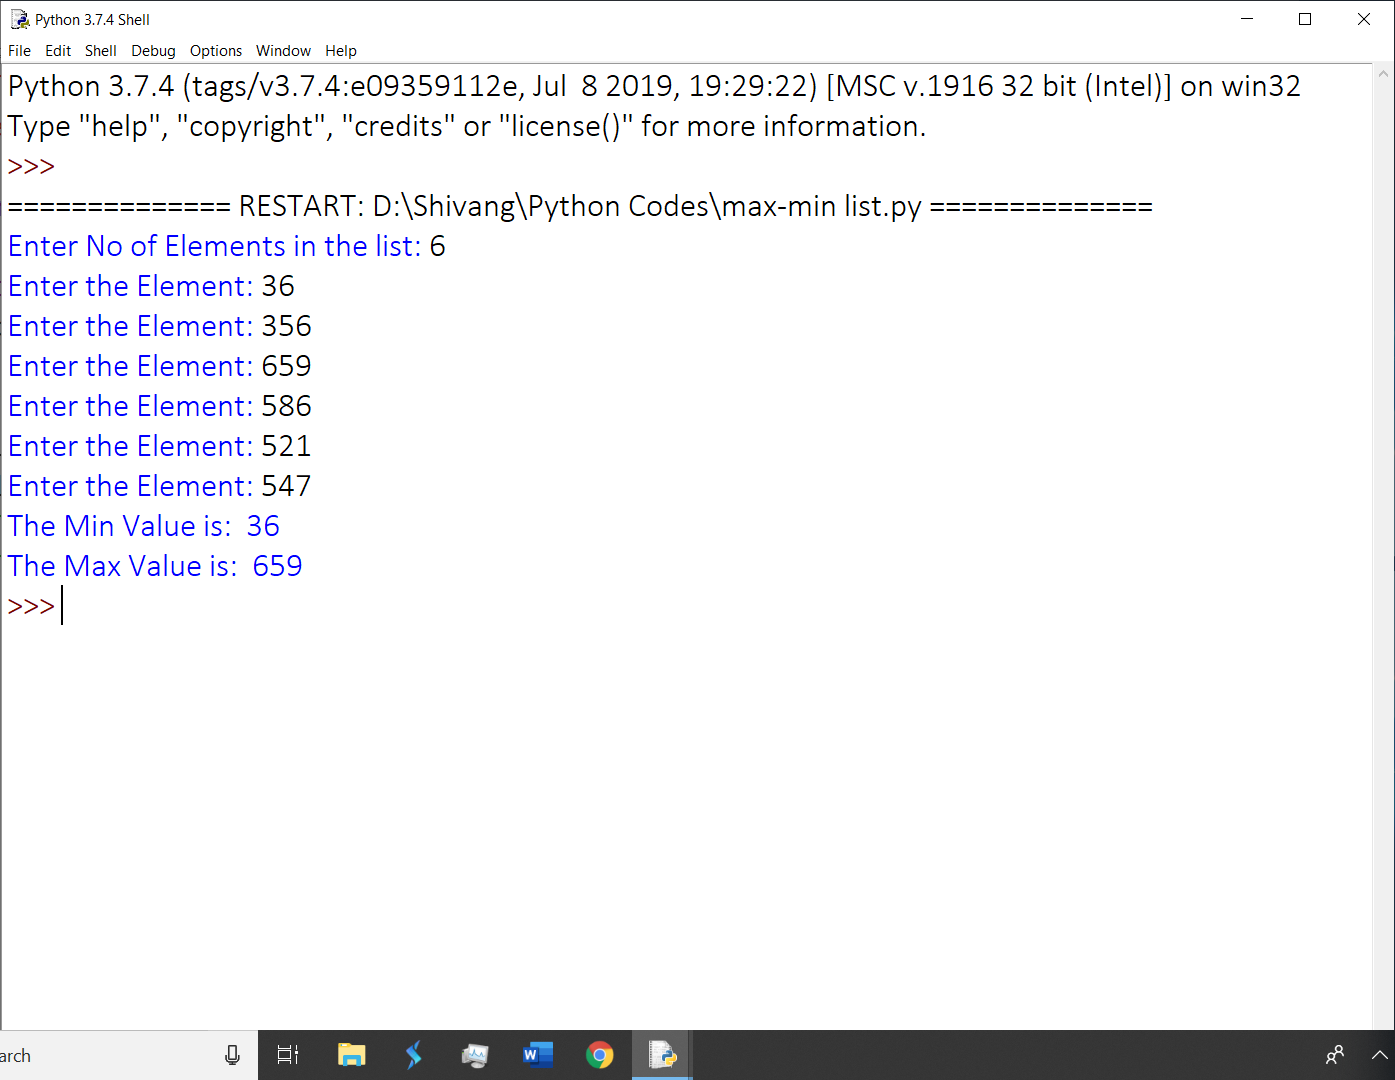 Python 3.7.4 Shell
File Edit Shell Debug Options Window Help
Python 3.7.4 (tags/v3.7.4:e09359112e, Jul  8 2019, 19:29:22) [MSC v.1916 32 bit (Intel)] on win32
Type "help", "copyright", "credits" or "license()" for more information.
>>>
============== RESTART: D:\Shivang\Python Codes\max-min list.py ==============
Enter No of Elements in the list: 6
Enter the Element: 36
Enter the Element: 356
Enter the Element: 659
Enter the Element: 586
Enter the Element: 521
Enter the Element: 547
The Min Value is:  36
The Max Value is:  659
>>>
arch
W